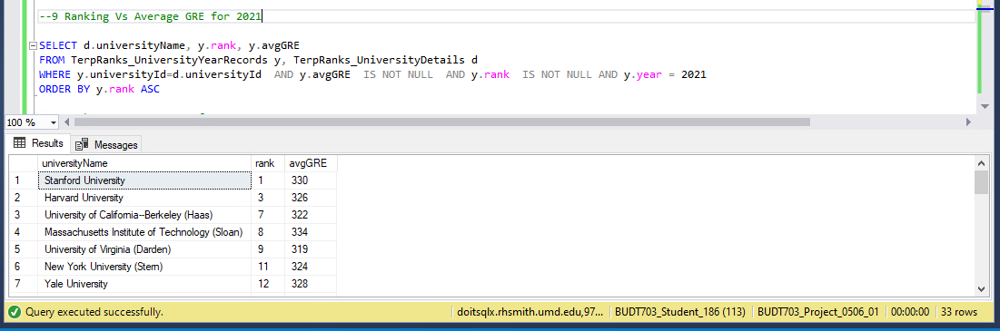 --9 Ranking Vs Average GRE for 2021
SELECT d.universityName, y.rank, y.avgGRE
FROM TerpRanks_UniversityYearRecords y, TerpRanks_UniversityDetails d
WHERE y.universityId=d.universityId  AND y.avgGRE  IS NOT NULL  AND y.rank  IS NOT NULL AND y.year = 2021
ORDER BY y.rank ASC
100 %
Results Messages
universityName rank avgGRE
1 Stanford University 1 330
2 Harvard University 3 326
3 University of California--Berkeley (Haas) 7 322
4 Massachusetts Institute of Technology (Sloan) 8 334
5 University of Virginia (Darden) 9 319
6 New York University (Stern) 11 324
7 Yale University 12 328
Query executed successfully. doitsqlx.rhsmith.umd.edu,97... BUDT703_Student_186 (113) BUDT703_Project_0506_01 00:00:00 33 rows